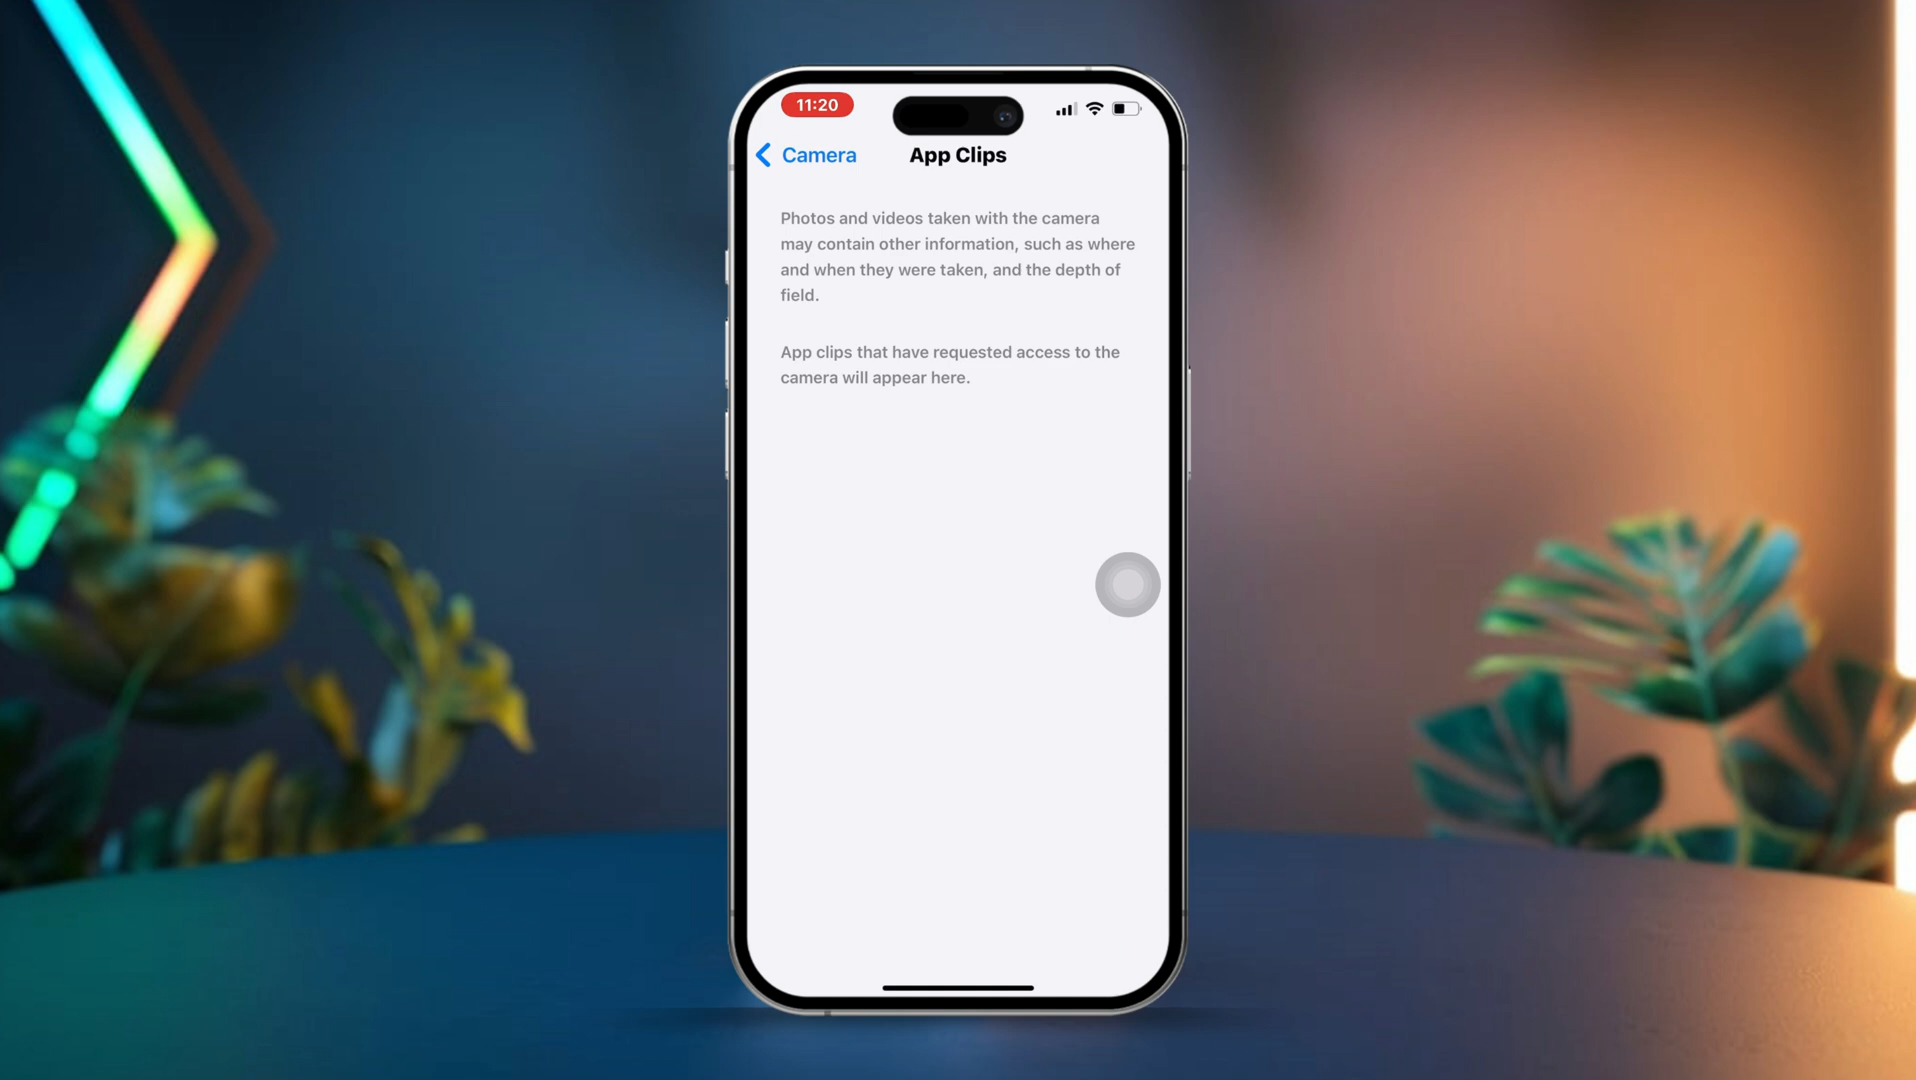 11:20
Camera
App Clips
Photos and videos taken with the camera
may contain other information, such as where
and when they were taken, and the depth of
field.
App clips that have requested access to the
camera will appear here.